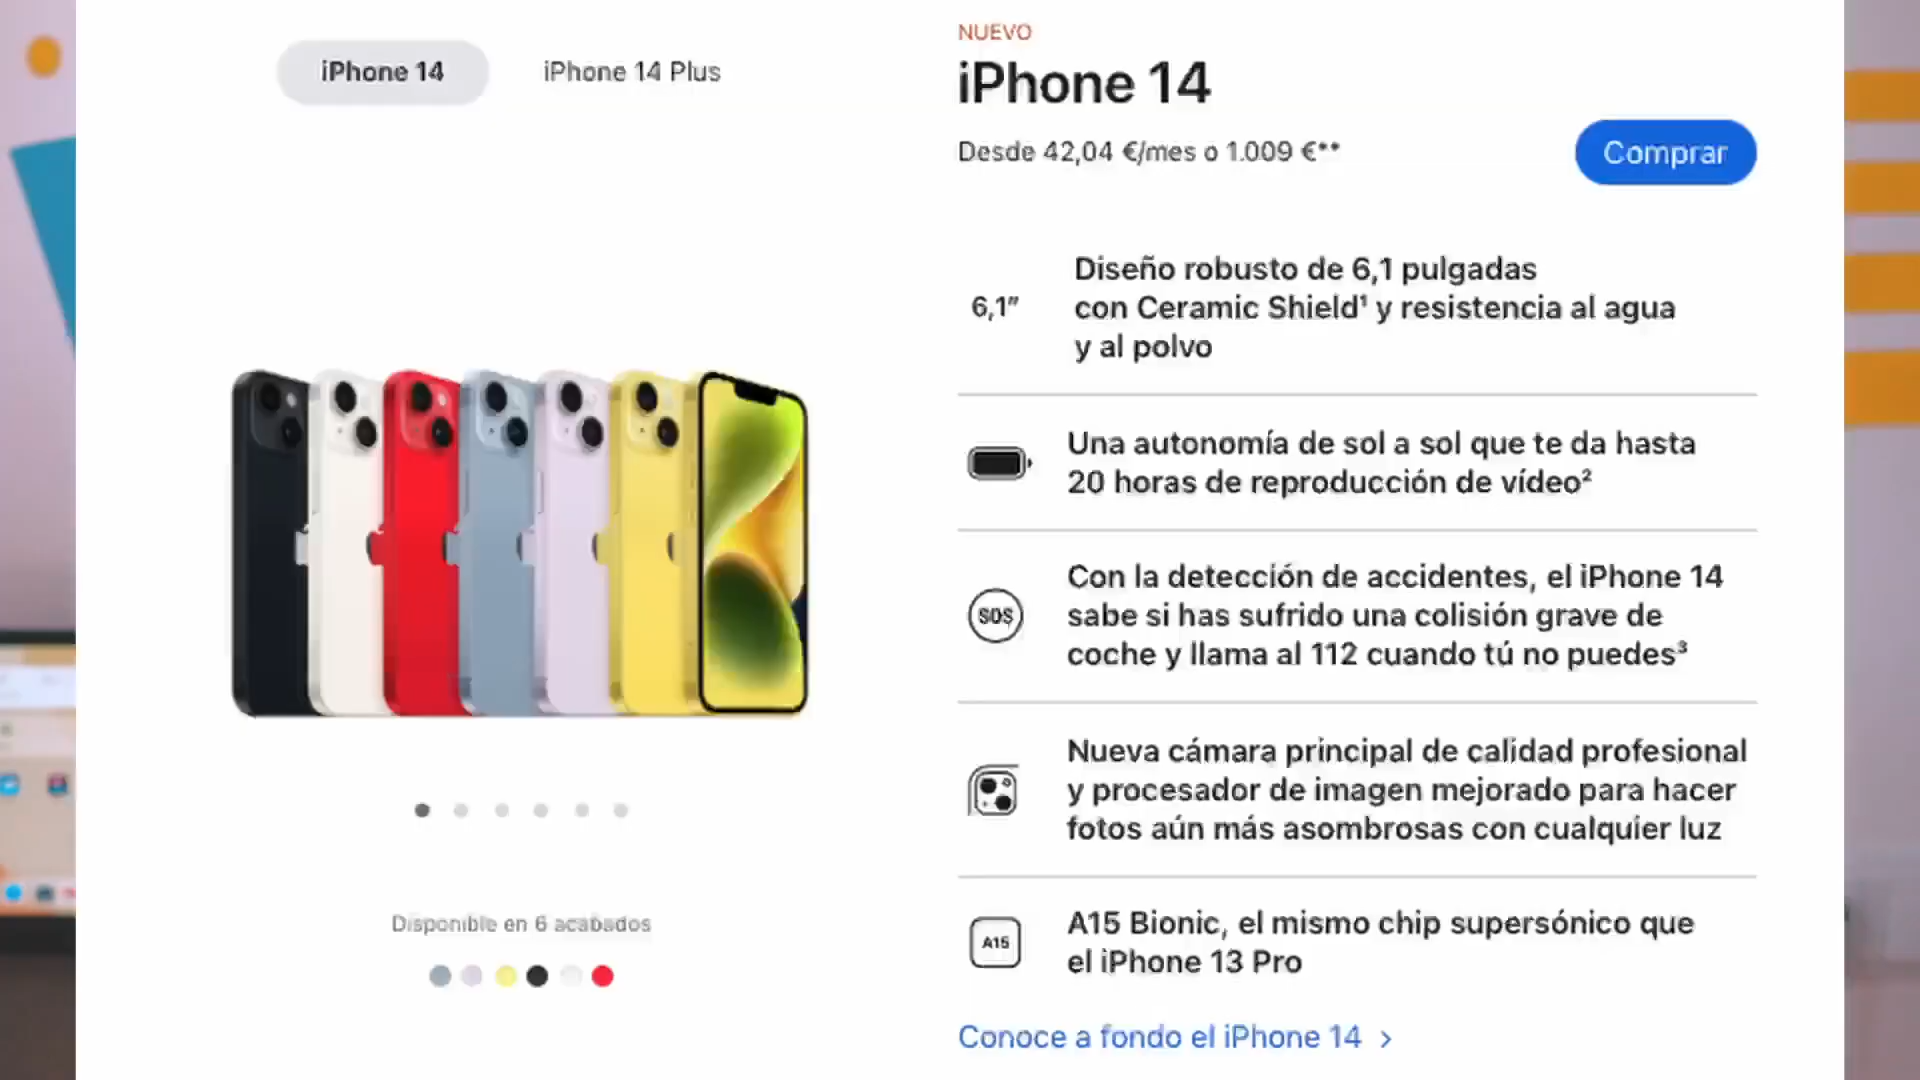 iPhone 14
iPhone 14 Plus
NUEVO
iPhone 14
Desde 42,04 €/mes o 1.009 €**
Comprar
6,1”
Diseño robusto de 6,1 pulgadas
con Ceramic Shield¹ y resistencia al agua
y al polvo
Una autonomía de sol a sol que te da hasta
20 horas de reproducción de vídeo²
SOS
Con la detección de accidentes, el iPhone 14
sabe si has sufrido una colisión grave de
coche y llama al 112 cuando tú no puedes³
Nueva cámara principal de calidad profesional
y procesador de imagen mejorado para hacer
fotos aún más asombrosas con cualquier luz
A15
A15 Bionic, el mismo chip supersónico que
el iPhone 13 Pro
Disponible en 6 acabados
Conoce a fondo el iPhone 14 >